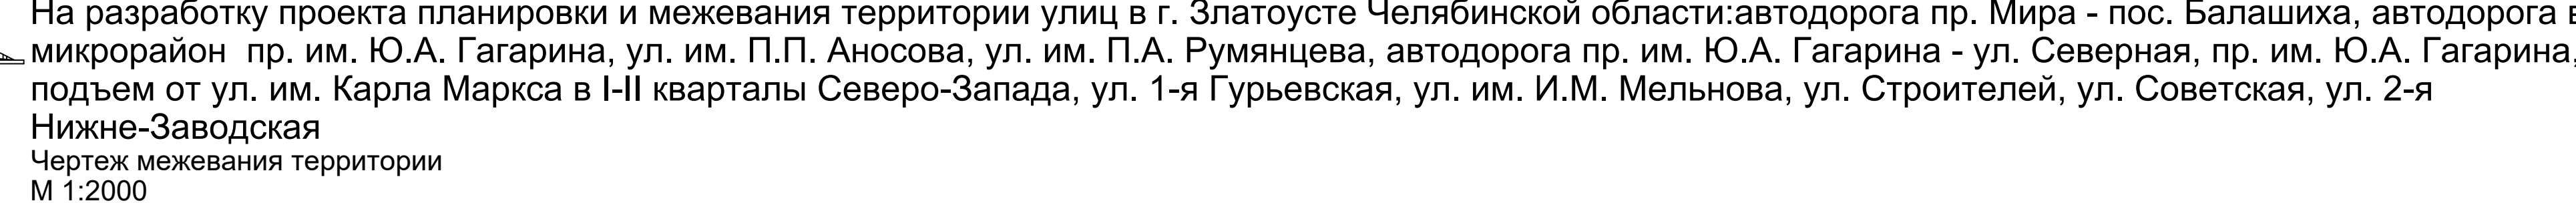 На разработку проекта планировки и межевания территории улиц в г. Златоусте Челябинской области:автодорога пр. Мира - пос. Балашиха, автодорога в
микрорайон  пр. им. Ю.А. Гагарина, ул. им. П.П. Аносова, ул. им. П.А. Румянцева, автодорога пр. им. Ю.А. Гагарина - ул. Северная, пр. им. Ю.А. Гагарина,
подъем от ул. им. Карла Маркса в I-II кварталы Северо-Запада, ул. 1-я Гурьевская, ул. им. И.М. Мельнова, ул. Строителей, ул. Советская, ул. 2-я
Нижне-Заводская
Чертеж межевания территории
М 1:2000